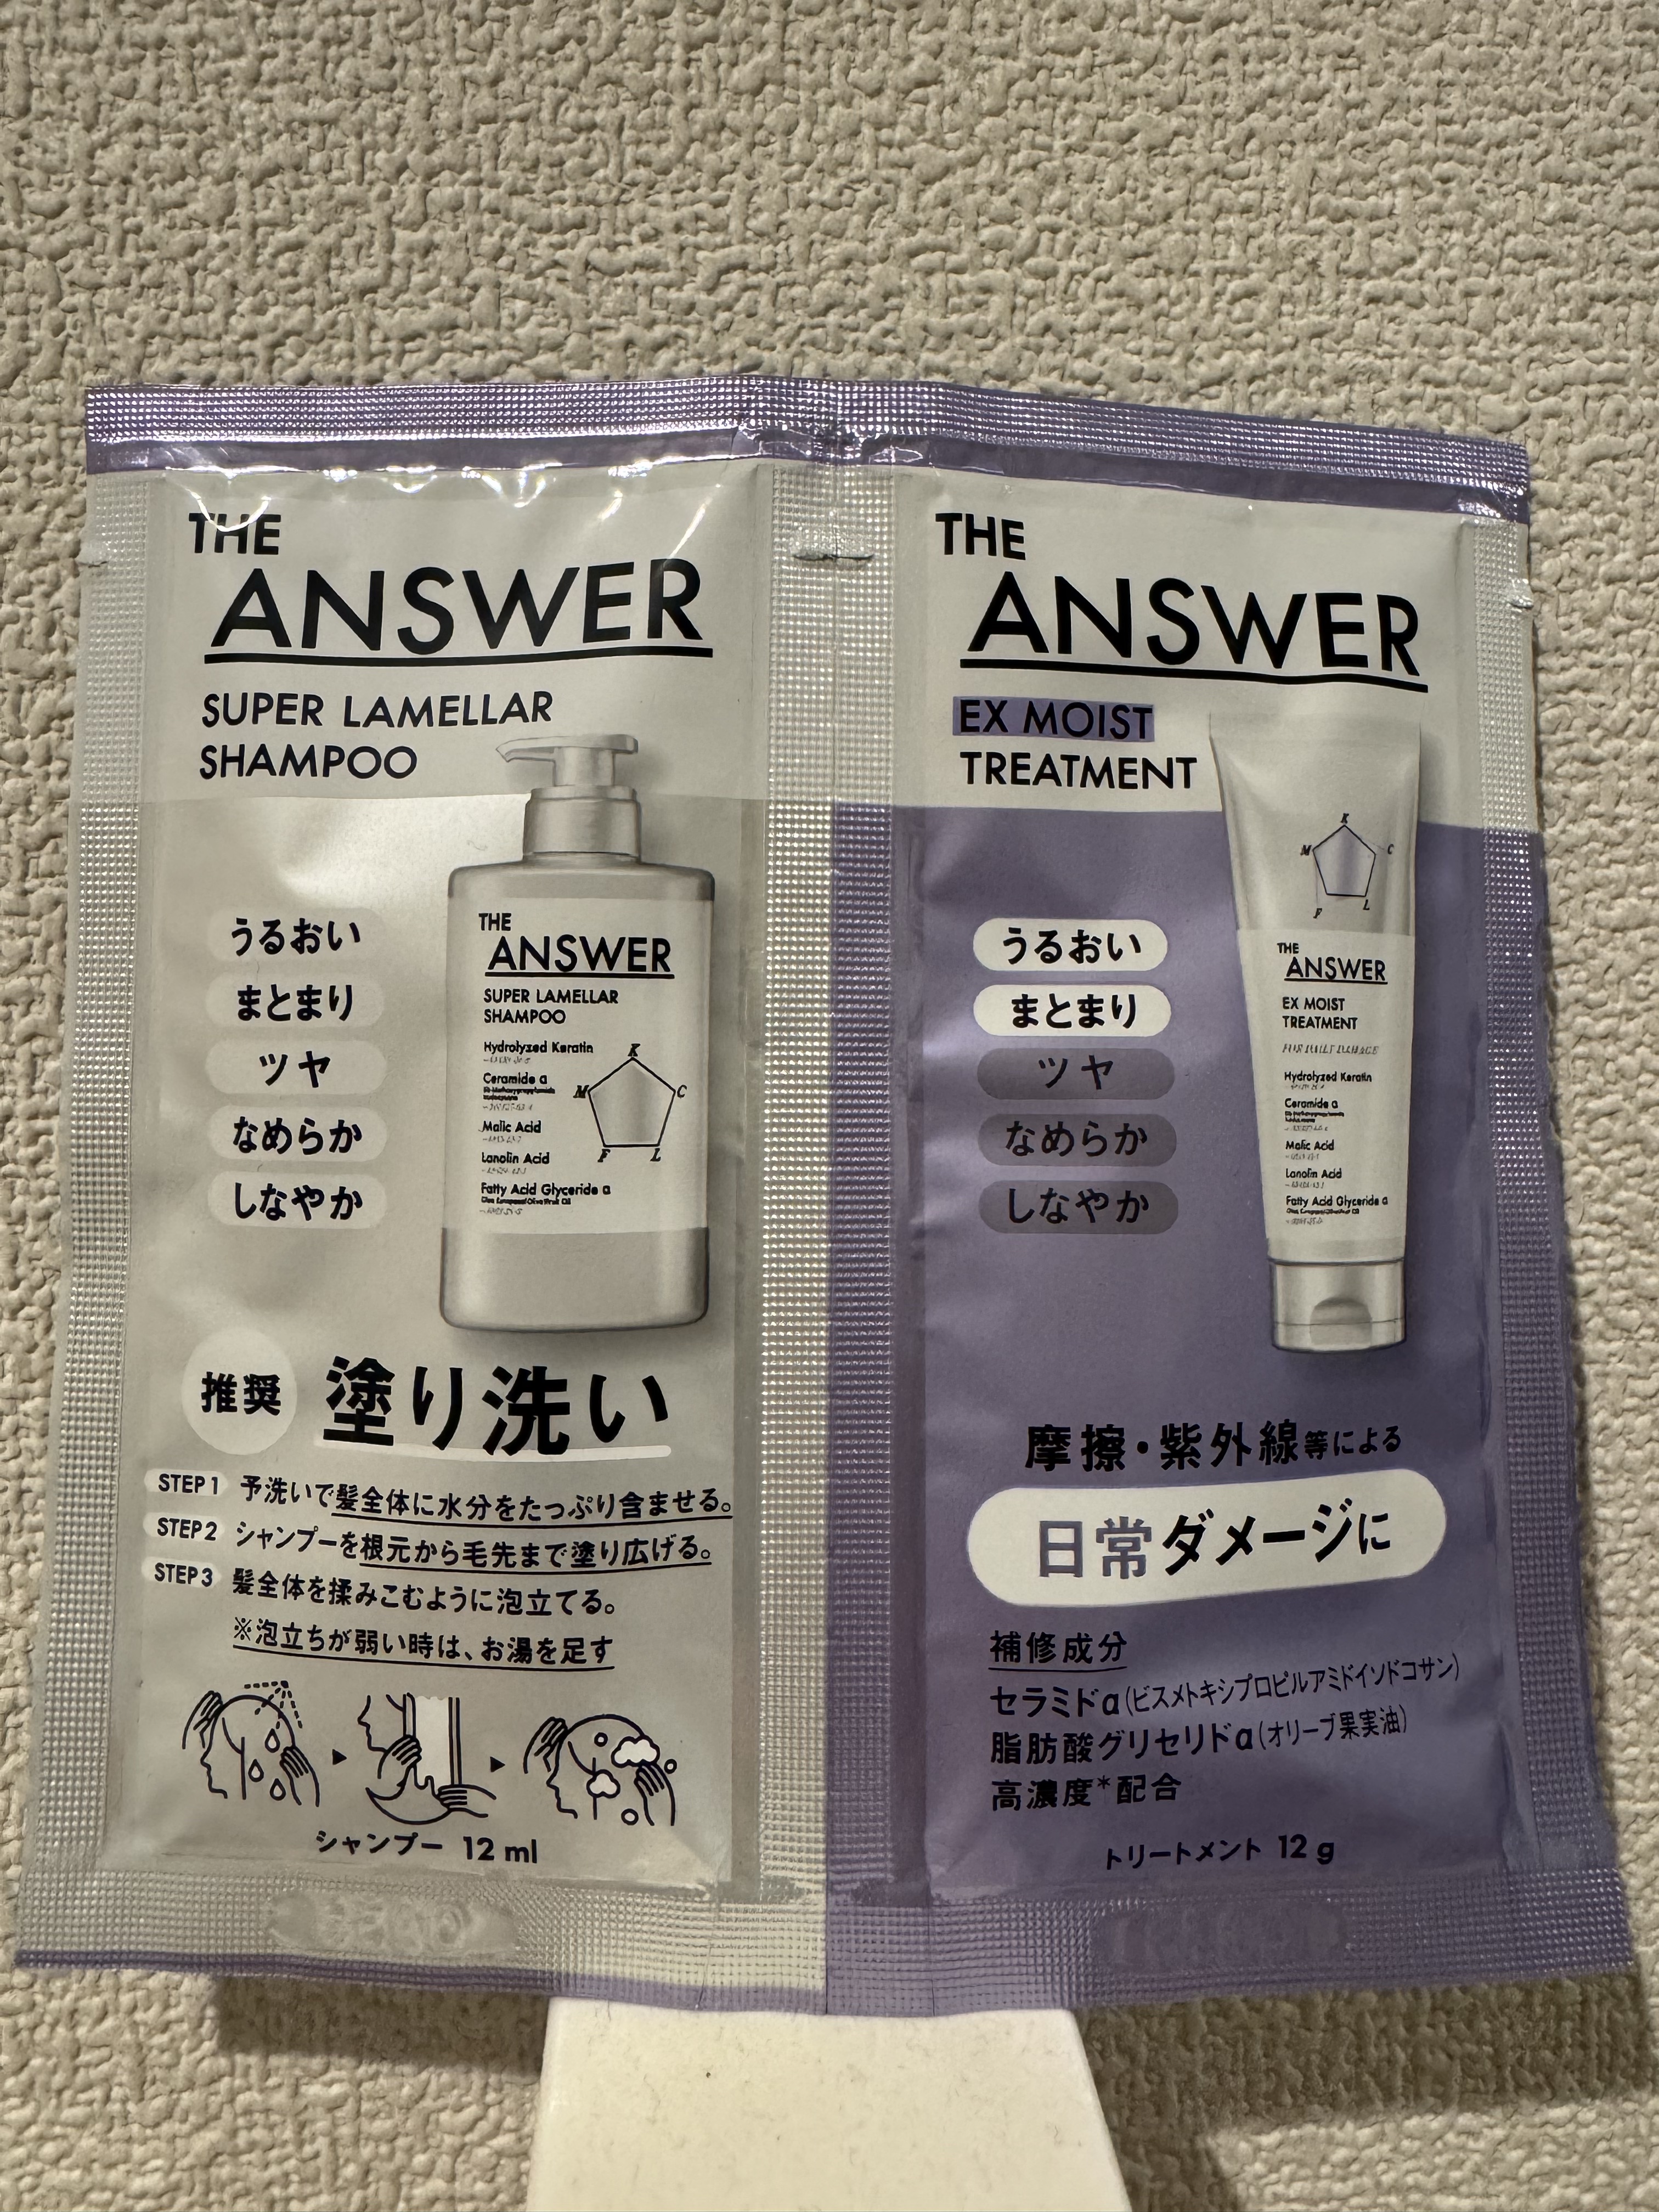 THE
ANSWER
SUPER LAMELLAR
SHAMPOO
うるおい
まとまり
ツヤ
なめらか
しなやか
THE
ANSWER
SUPER LAMELLAR
SHAMPOO
Hydrolyzed Keratin
Ceramide α
Malic Acid
Lanolin Acid
Fatty Acid Glyceride α
K
M C
F L
推奨 塗り洗い
STEP 1 予洗いで髪全体に水分をたっぷり含ませる。
STEP 2 シャンプーを根元から毛先まで塗り広げる。
STEP 3 髪全体を揉みこむように泡立てる。
※泡立ちが弱い時は、お湯を足す
シャンプー 12 ml
THE
ANSWER
EX MOIST
TREATMENT
うるおい
まとまり
ツヤ
なめらか
しなやか
K
M C
F L
THE
ANSWER
EX MOIST
TREATMENT
FOR DAILY DAMAGE
Hydrolyzed Keratin
Ceramide α
Malic Acid
Lanolin Acid
Fatty Acid Glyceride α
摩擦・紫外線等による
日常ダメージに
補修成分
セラミドα(ビスメトキシプロピルアミドイソドコサン)
脂肪酸グリセリドα(オリーブ果実油)
高濃度*配合
トリートメント 12 g